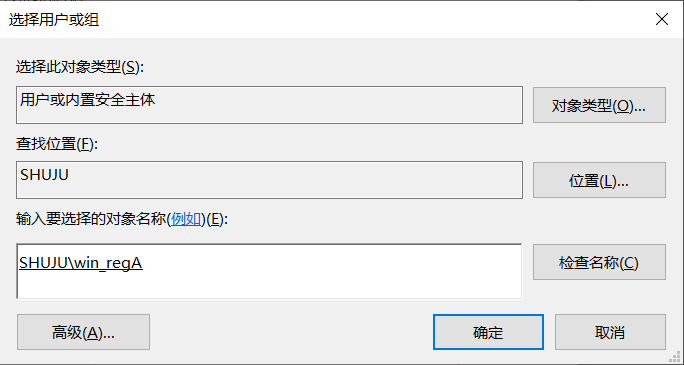 选择用户或组
选择此对象类型(S):
用户或内置安全主体
对象类型(O)...
查找位置(F):
SHUJU
位置(L)...
输入要选择的对象名称(例如)(E):
SHUJU\win_regA
检查名称(C)
高级(A)...
确定
取消